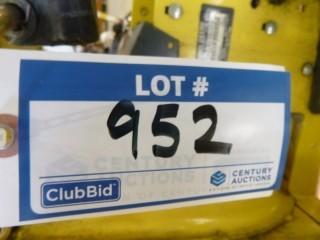 LOT #
952
ClubBid
CENTURY
AUCTIONS